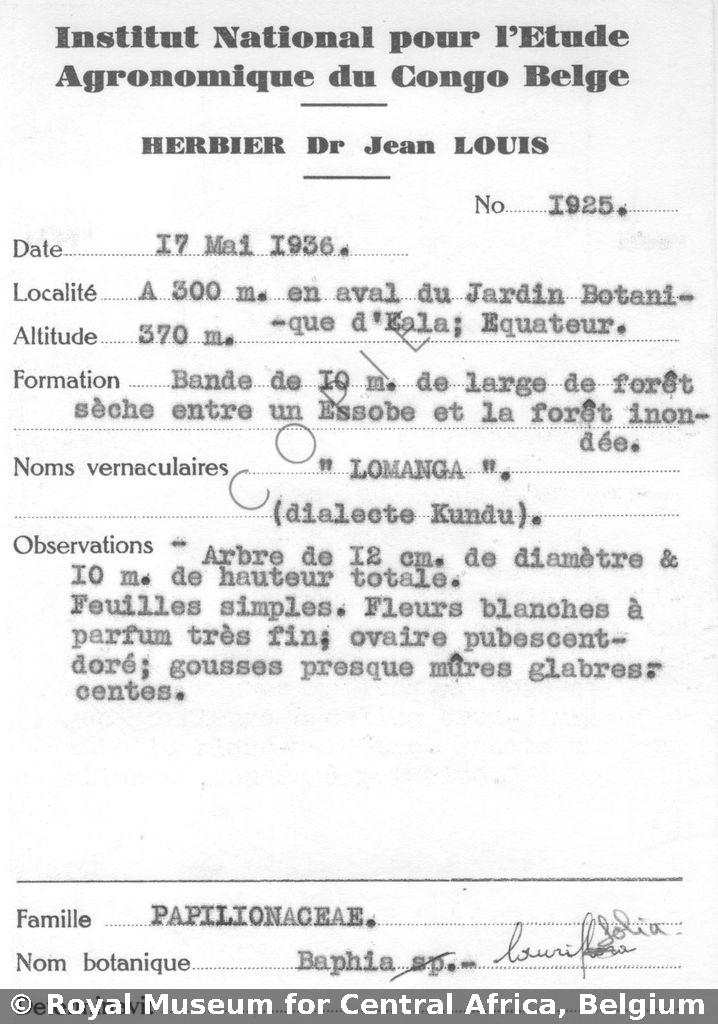 Institut National pour l'Etude
Agronomique du Congo Belge
HERBIER Dr Jean LOUIS
No I925.
Date I7 Mai I936.
Localité A 300 m. en aval du Jardin Botani-
-que d'Eala; Equateur.
Altitude 370 m.
Formation Bande de I0 m. de large de forêt
sèche entre un Essobe et la forêt inon-
dée.
COPIE
Noms vernaculaires " LOMANGA ".
(dialecte Kundu).
Observations - Arbre de I2 cm. de diamètre &
I0 m. de hauteur totale.
Feuilles simples. Fleurs blanches à
parfum très fin; ovaire pubescent-
doré; gousses presque mûres glabres-
centes.
Famille PAPILIONACEAE.
Nom botanique Baphia sp.- laurifolia
© Royal Museum for Central Africa, Belgium